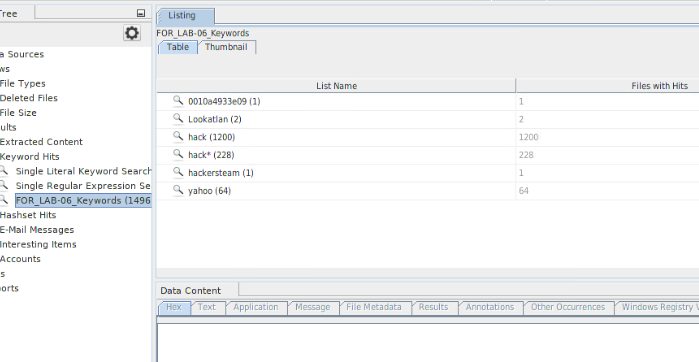 Tree
a Sources
ws
File Types
Deleted Files
File Size
ults
Extracted Content
Keyword Hits
Single Literal Keyword Search
Single Regular Expression Se
FOR_LAB-06_Keywords (1496
Hashset Hits
E-Mail Messages
Interesting Items
Accounts
s
orts
Listing
FOR_LAB-06_Keywords
Table Thumbnail
List Name Files with Hits
0010a4933e09 (1) 1
Lookatlan (2) 2
hack (1200) 1200
hack* (228) 228
hackersteam (1) 1
yahoo (64) 64
Data Content
Hex Text Application Message File Metadata Results Annotations Other Occurrences Windows Registry V